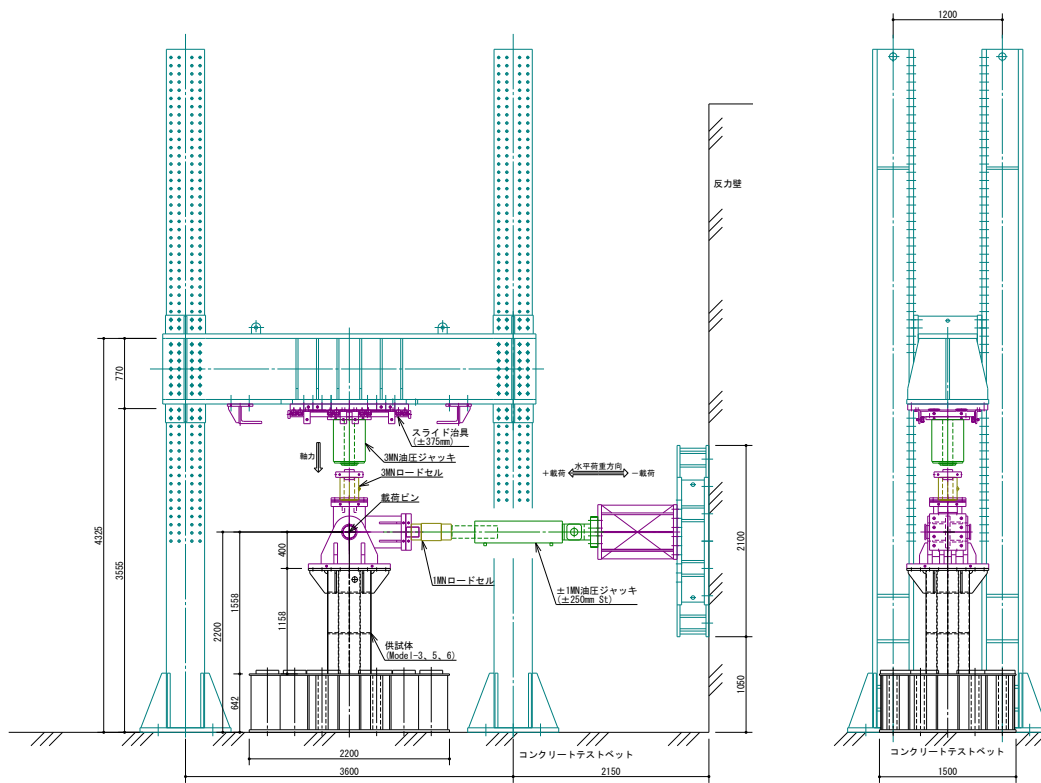 1200
反力壁
770
スライド治具
(±375mm)
軸力
3MN油圧ジャッキ
3MNロードセル
載荷ピン
水平荷重方向
+載荷
-載荷
4325
3555
400
2100
1MNロードセル
±1MN油圧ジャッキ
(±250mm St)
1558
1158
2200
供試体
(Model-3、5、6)
642
1050
コンクリートテストベット
コンクリートテストベット
2200
3600
2150
1500